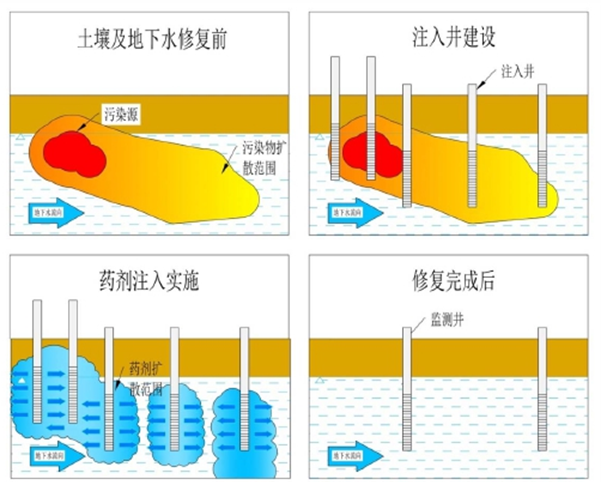 土壤及地下水修复前
污染源
污染物扩
散范围
地下水流向
注入井建设
注入井
地下水流向
药剂注入实施
药剂扩
散范围
地下水流向
修复完成后
监测井
地下水流向